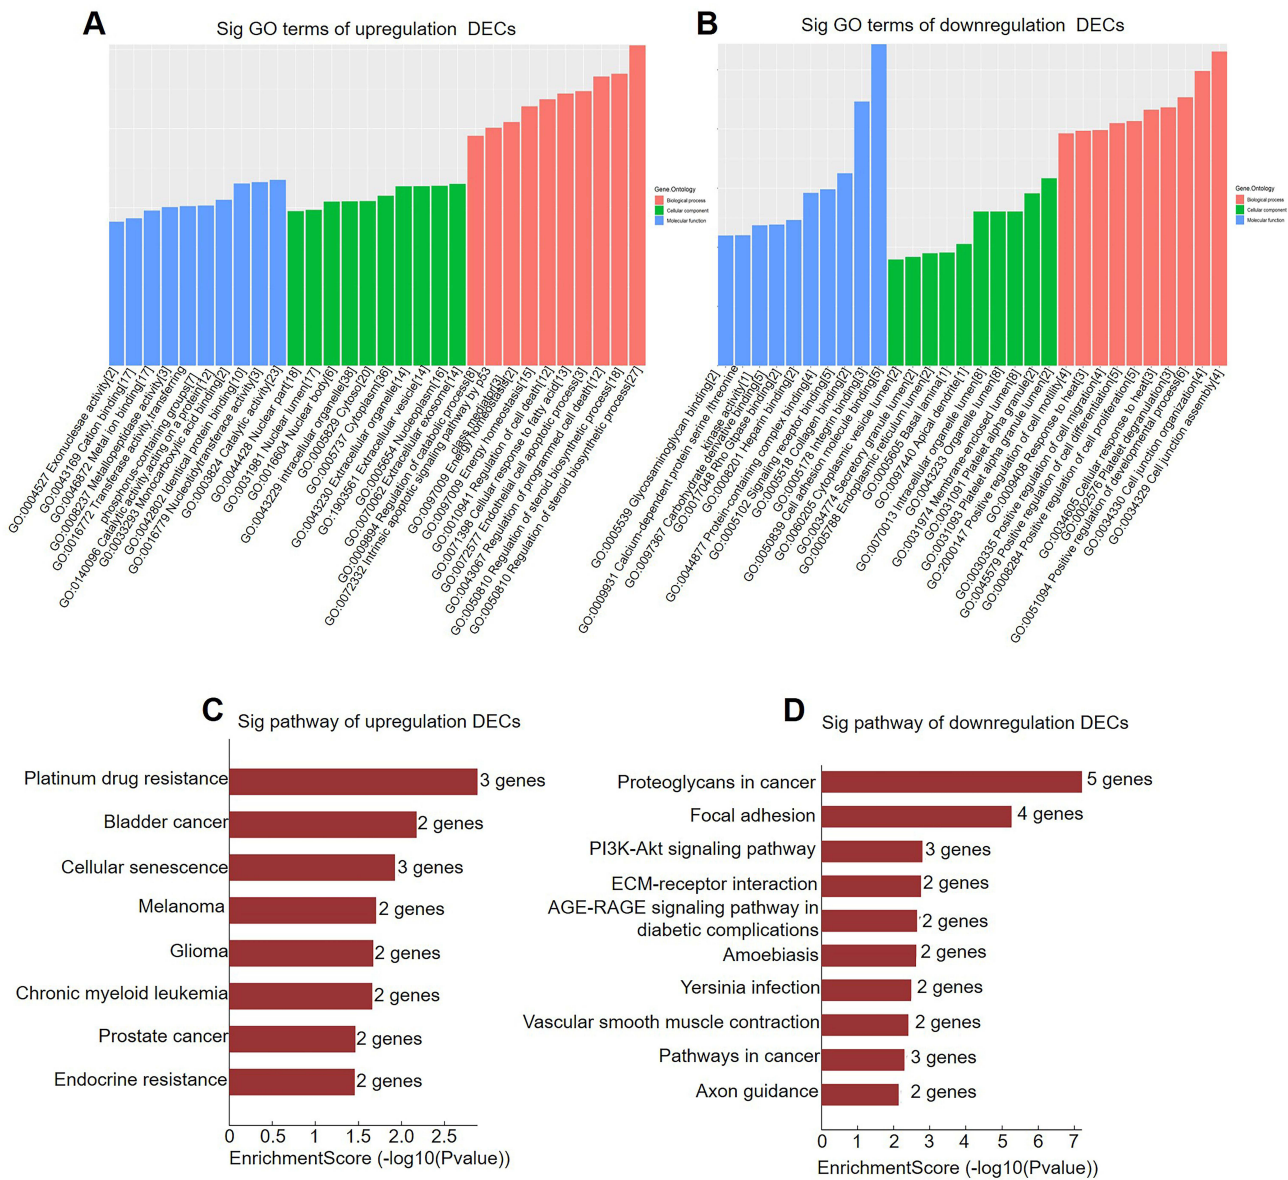 A
Sig GO terms of upregulation DECs
Gene.Ontology
Biological process
Cellular component
Molecular function
GO:0004527 Exonuclease activity[2]
GO:0043169 Cation binding[17]
GO:0046872 Metal ion binding[17]
GO:0008237 Metallopeptidase activity[3]
GO:0016772 Transferase activity,transferring
phosphorus-containing groups[7]
GO:0140096 Catalytic activity,acting on a protein[12]
GO:0033293 Monocarboxylic acid binding[2]
GO:0042802 Identical protein binding[10]
GO:0016779 Nucleotidyltransferase activity[3]
GO:0003824 Catalytic activity[23]
GO:0044428 Nuclear part[18]
GO:0031981 Nuclear lumen[17]
GO:0016604 Nuclear body[6]
GO:0043229 Intracellular organelle[38]
GO:0005829 Cytosol[20]
GO:0005737 Cytoplasm[36]
GO:0043230 Extracellular organelle[14]
GO:1903561 Extracellular vesicle[14]
GO:0005654 Nucleoplasm[16]
GO:0070062 Extracellular exosome[14]
GO:0009894 Regulation of catabolic process[8]
GO:0072332 Intrinsic apoptotic signaling pathway by p53
class mediator[3]
GO:0097009 Energy homeostasis[2]
GO:0097009 Energy homeostasis[15]
GO:0010941 Regulation of cell death[12]
GO:0071398 Cellular response to fatty acid[13]
GO:0072577 Endothelial cell apoptotic process[3]
GO:0043067 Regulation of programmed cell death[12]
GO:0050810 Regulation of steroid biosynthetic process[18]
GO:0050810 Regulation of steroid biosynthetic process[27]
B
Sig GO terms of downregulation DECs
Gene.Ontology
Biological process
Cellular component
Molecular function
GO:0005539 Glycosaminoglycan binding[2]
GO:0009931 Calcium-dependent protein serine /threonine
kinase activity[1]
GO:0097367 Carbohydrate derivative binding[5]
GO:0017048 Rho Gtpase binding[2]
GO:0008201 Heparin binding[2]
GO:0044877 Protein-containing complex binding[4]
GO:0005102 Signaling receptor binding[5]
GO:0005518 Collagen binding[2]
GO:0005178 Integrin binding[3]
GO:0050839 Cell adhesion molecule binding[5]
GO:0060205 Cytoplasmic vesicle lumen[2]
GO:0034774 Secretory granule lumen[2]
GO:0005788 Endoplasmic reticulum lumen[2]
GO:0005605 Basal lamina[1]
GO:0097440 Apical dendrite[1]
GO:0070013 Intracellular organelle lumen[8]
GO:0043233 Organelle lumen[8]
GO:0031974 Membrane-enclosed lumen[8]
GO:0031091 Platelet alpha granule[2]
GO:0031093 Platelet alpha granule lumen[2]
GO:2000147 Positive regulation of cell motility[4]
GO:0009408 Response to heat[3]
GO:0030335 Positive regulation of cell migration[4]
GO:0045579 Positive regulation of differentiation[5]
GO:0008284 Positive regulation of cell proliferation[5]
GO:0034605 Cellular response to heat[3]
GO:0002576 Platelet degranulation[3]
GO:0051094 Positive regulation of developmental process[6]
GO:0034330 Cell junction organization[4]
GO:0034329 Cell junction assembly[4]
C
Sig pathway of upregulation DECs
Platinum drug resistance 3 genes
Bladder cancer 2 genes
Cellular senescence 3 genes
Melanoma 2 genes
Glioma 2 genes
Chronic myeloid leukemia 2 genes
Prostate cancer 2 genes
Endocrine resistance 2 genes
0 0.5 1 1.5 2.0 2.5
EnrichmentScore (-log10(Pvalue))
D
Sig pathway of downregulation DECs
Proteoglycans in cancer 5 genes
Focal adhesion 4 genes
PI3K-Akt signaling pathway 3 genes
ECM-receptor interaction 2 genes
AGE-RAGE signaling pathway in
diabetic complications 2 genes
Amoebiasis 2 genes
Yersinia infection 2 genes
Vascular smooth muscle contraction 2 genes
Pathways in cancer 3 genes
Axon guidance 2 genes
0 1 2 3 4 5 6 7
EnrichmentScore (-log10(Pvalue))